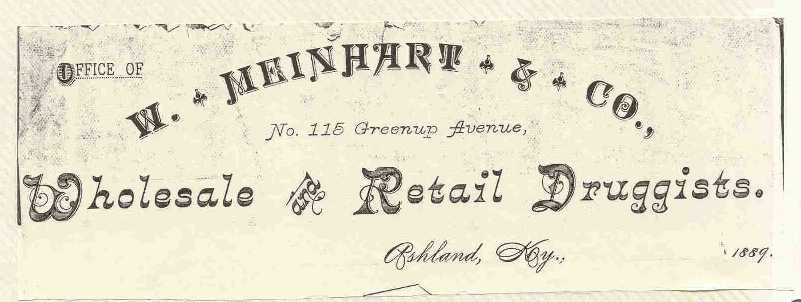 OFFICE OF
W. MEINHART & CO.,
No. 115 Greenup Avenue,
Wholesale and Retail Druggists.
Ashland, Ky., 1889.